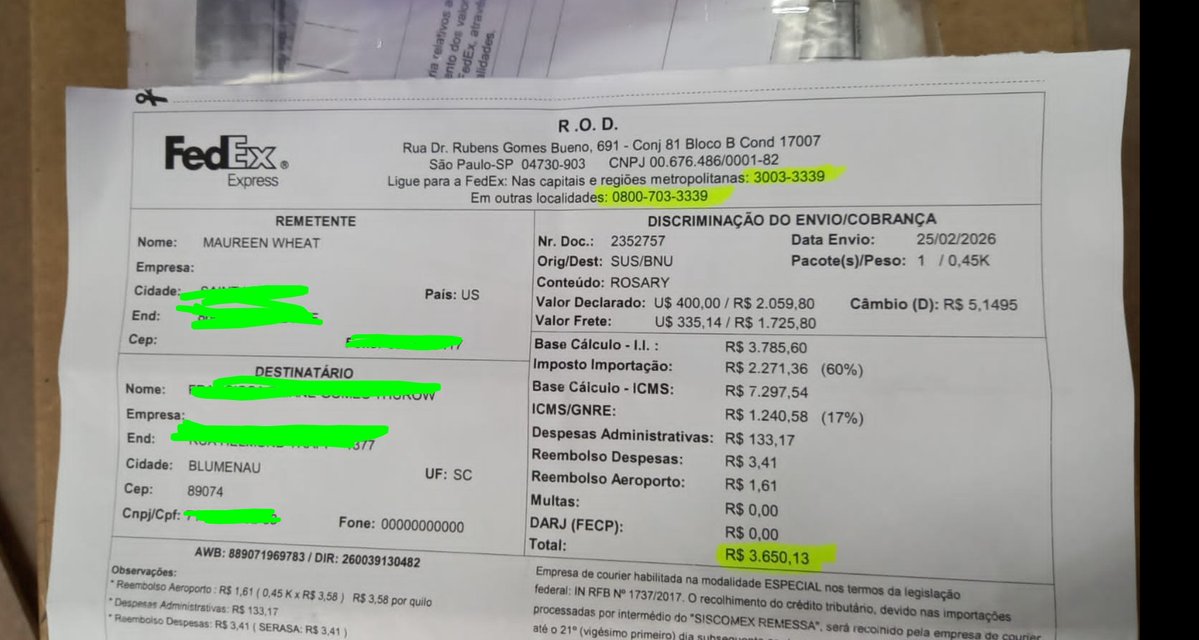 R .O. D.
FedEx®
Express
Rua Dr. Rubens Gomes Bueno, 691 - Conj 81 Bloco B Cond 17007
São Paulo-SP 04730-903 CNPJ 00.676.486/0001-82
Ligue para a FedEx: Nas capitais e regiões metropolitanas: 3003-3339
Em outras localidades: 0800-703-3339
REMETENTE
Nome: MAUREEN WHEAT
Empresa:
Cidade:
País: US
End:
Cep:
DESTINATÁRIO
Nome:
Empresa:
End:
Cidade: BLUMENAU
UF: SC
Cep: 89074
Cnpj/Cpf:
Fone: 00000000000
AWB: 889071969783 / DIR: 260039130482
Observações:
* Reembolso Aeroporto : R$ 1,61 ( 0,45 K x R$ 3,58 ) R$ 3,58 por quilo
* Despesas Administrativas: R$ 133,17
* Reembolso Despesas: R$ 3,41 ( SERASA: R$ 3,41 )
DISCRIMINAÇÃO DO ENVIO/COBRANÇA
Nr. Doc.: 2352757 Data Envio: 25/02/2026
Orig/Dest: SUS/BNU Pacote(s)/Peso: 1 / 0,45K
Conteúdo: ROSARY
Valor Declarado: U$ 400,00 / R$ 2.059,80 Câmbio (D): R$ 5,1495
Valor Frete: U$ 335,14 / R$ 1.725,80
Base Cálculo - I.I. : R$ 3.785,60
Imposto Importação: R$ 2.271,36 (60%)
Base Cálculo - ICMS: R$ 7.297,54
ICMS/GNRE: R$ 1.240,58 (17%)
Despesas Administrativas: R$ 133,17
Reembolso Despesas: R$ 3,41
Reembolso Aeroporto: R$ 1,61
Multas: R$ 0,00
DARJ (FECP): R$ 0,00
Total: R$ 3.650,13
Empresa de courier habilitada na modalidade ESPECIAL nos termos da legislação
federal: IN RFB Nº 1737/2017. O recolhimento do crédito tributário, devido nas importações
processadas por intermédio do "SISCOMEX REMESSA", será recolhido pela empresa de courier
até o 21º (vigésimo primeiro) dia